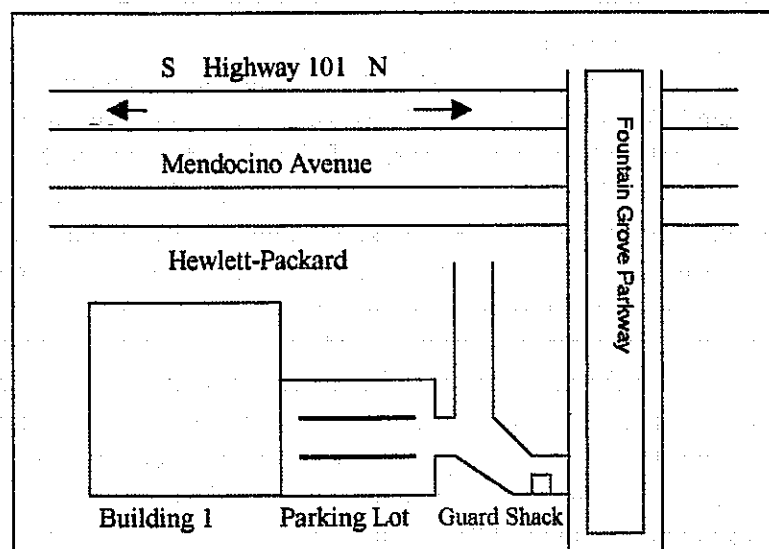 S Highway 101 N
Mendocino Avenue
Fountain Grove Parkway
Hewlett-Packard
Building 1 Parking Lot Guard Shack